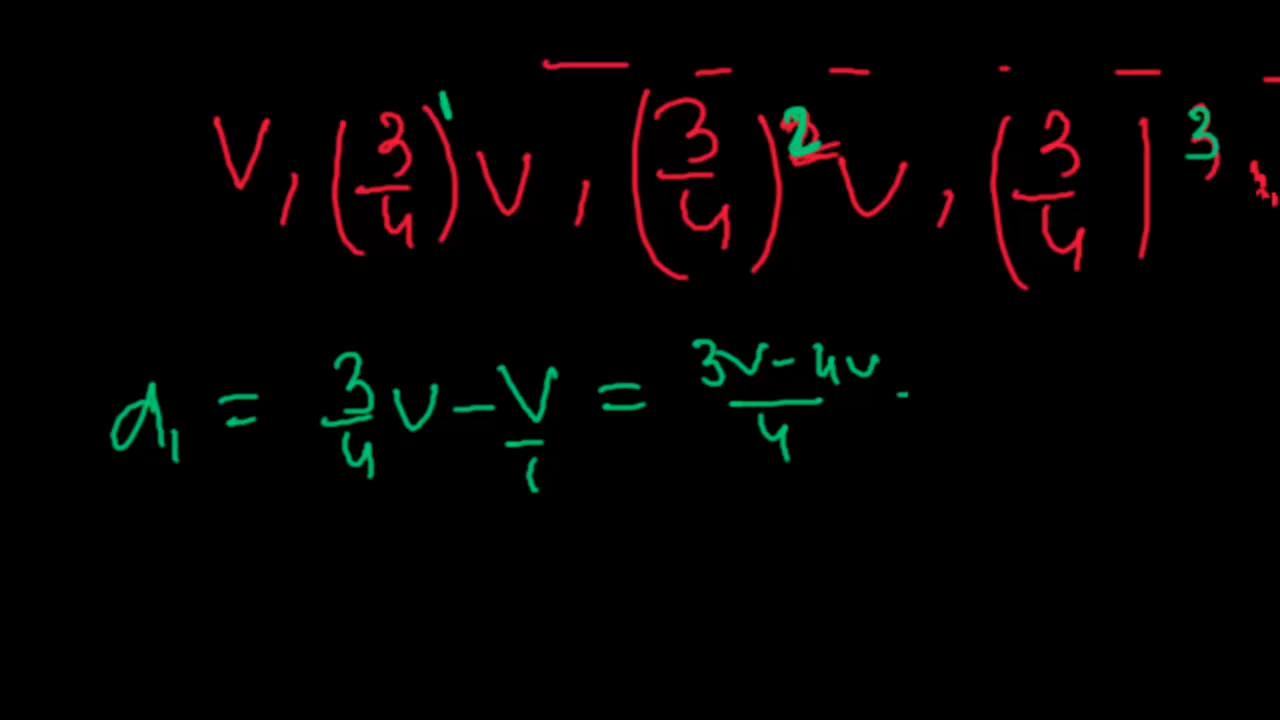 V, (3/4)¹V, (3/4)²V, (3/4)³
d₁ = 3/4 V - V/1 = 3V-4V/4 -